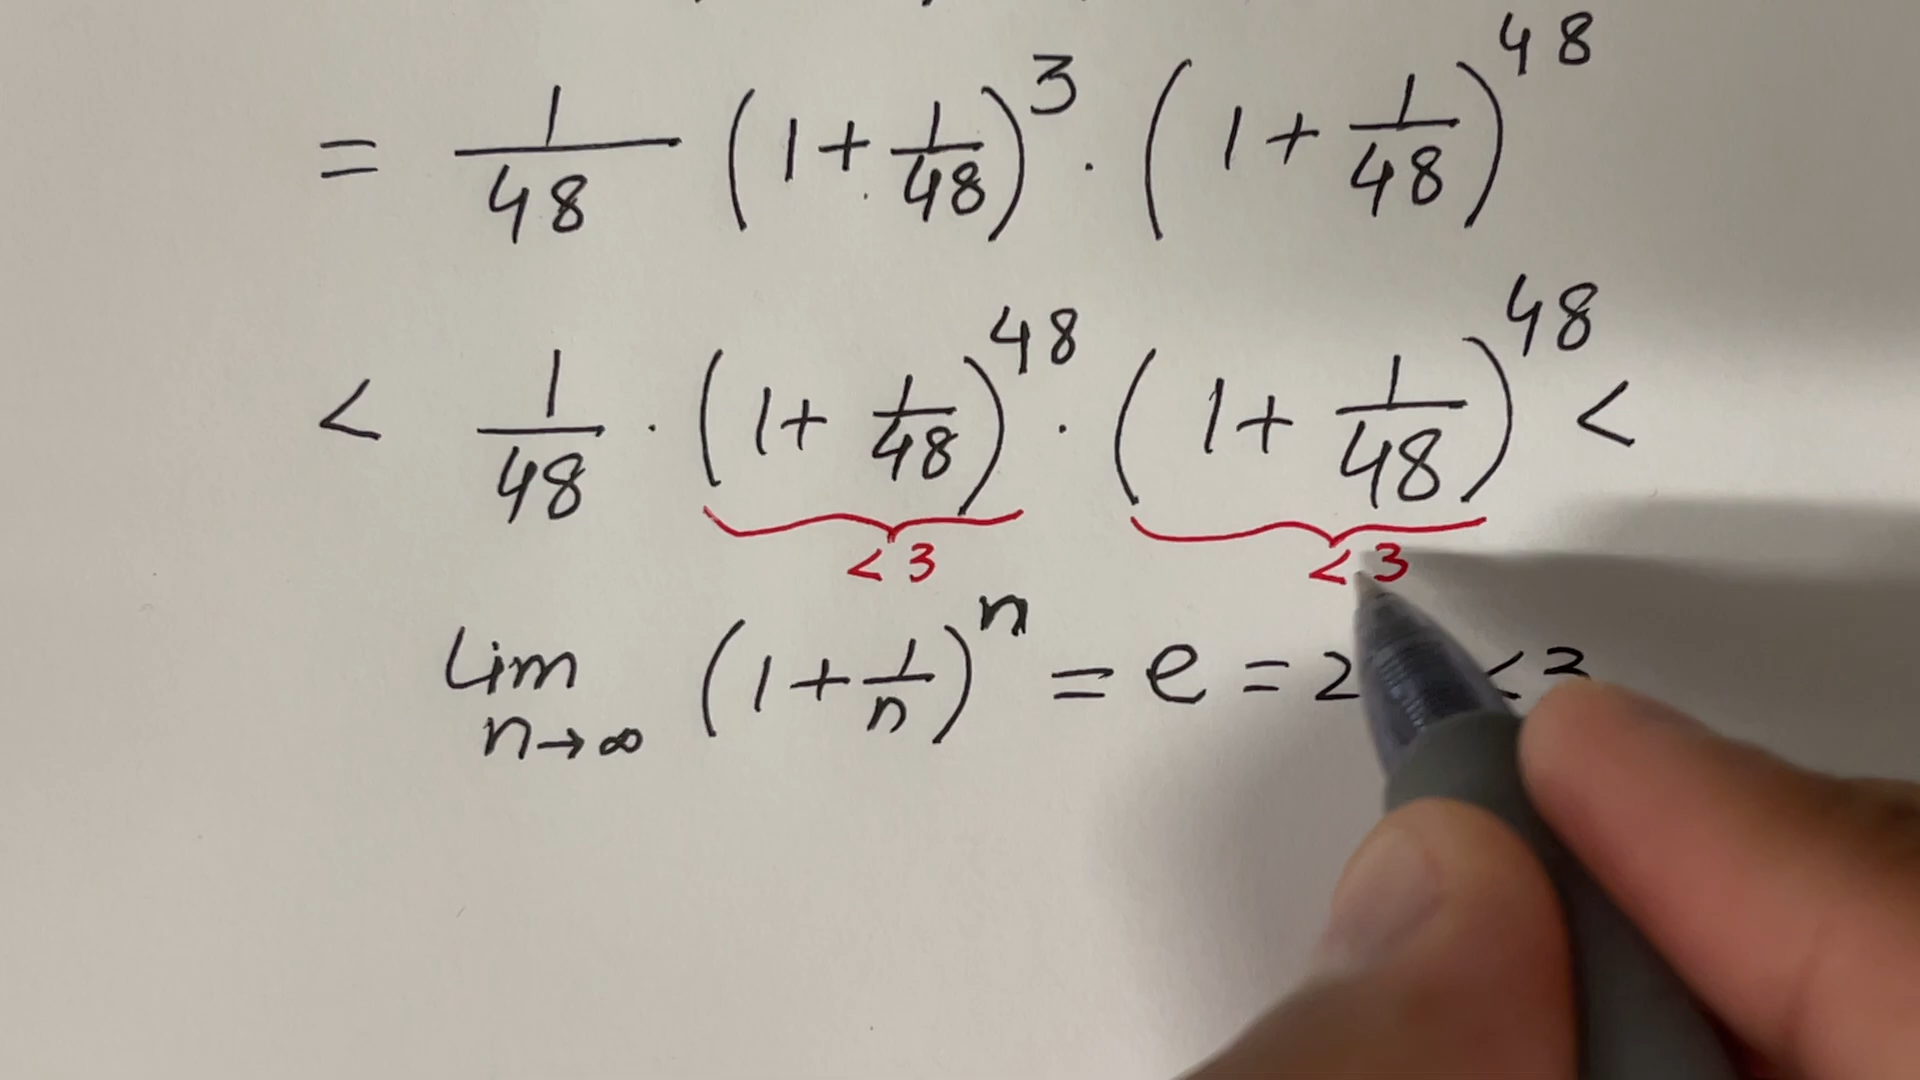 = 1/48 (1+1/48)^3 · (1+1/48)^48
< 1/48 · (1+1/48)^48 · (1+1/48)^48 <
<3 <3
Lim n→∞ (1+1/n)^n = e = 2 <